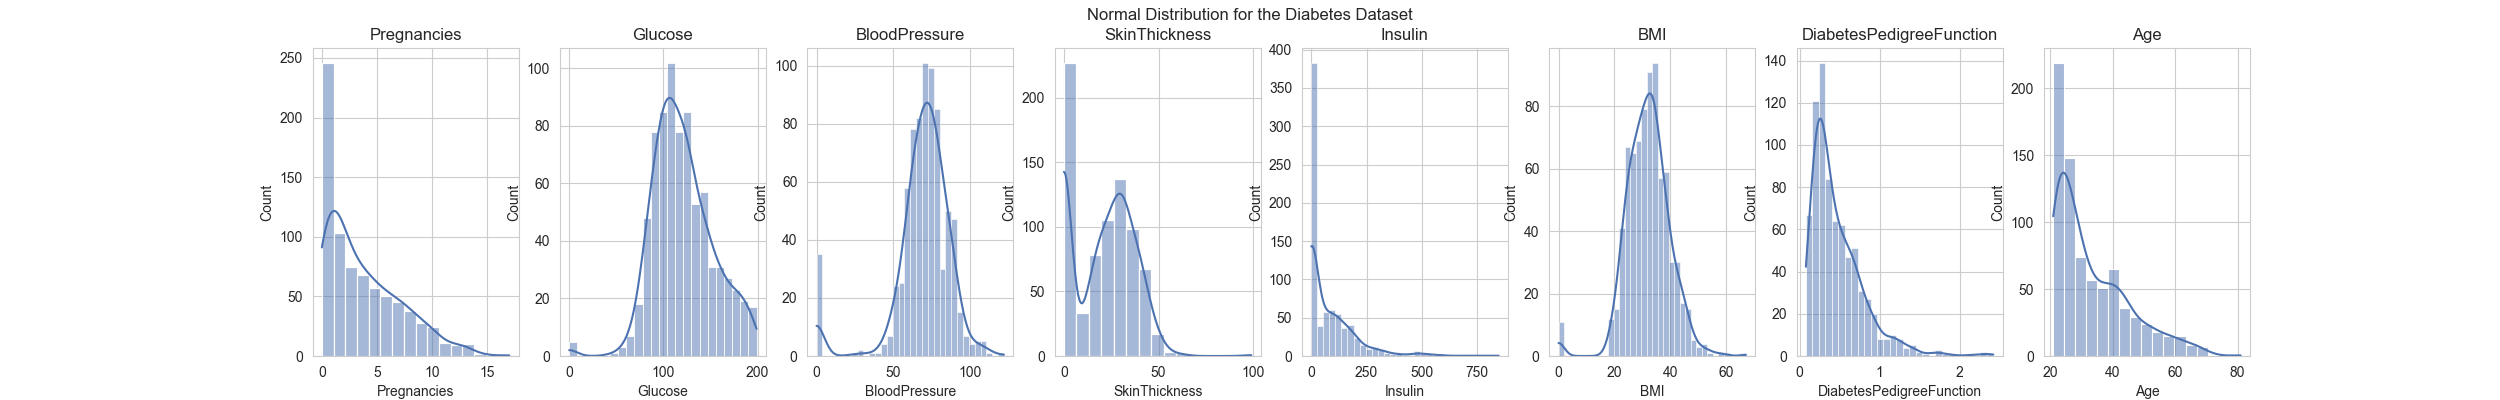 Normal Distribution for the Diabetes Dataset
Pregnancies
250
200
150
100
50
0
Count
0 5 10 15
Pregnancies
Glucose
100
80
60
40
20
0
Count
0 100 200
Glucose
BloodPressure
100
80
60
40
20
0
Count
0 50 100
BloodPressure
SkinThickness
200
150
100
50
0
Count
0 50 100
SkinThickness
Insulin
400
350
300
250
200
150
100
50
0
Count
0 250 500 750
Insulin
BMI
80
60
40
20
0
Count
0 20 40 60
BMI
DiabetesPedigreeFunction
140
120
100
80
60
40
20
0
Count
0 1 2
DiabetesPedigreeFunction
Age
200
150
100
50
0
Count
20 40 60 80
Age